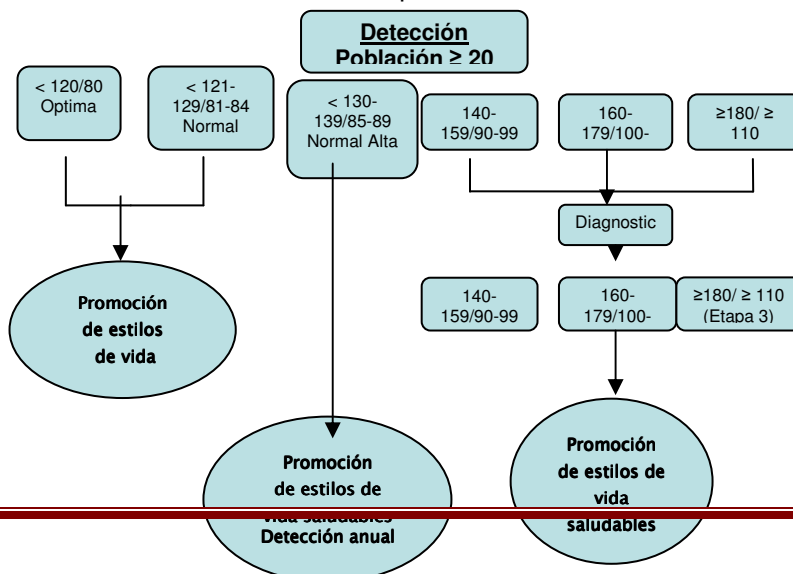 Detección
Población ≥ 20
< 120/80
Optima
< 121-
129/81-84
Normal
< 130-
139/85-89
Normal Alta
140-
159/90-99
160-
179/100-
≥180/ ≥
110
Diagnostic
140-
159/90-99
160-
179/100-
≥180/ ≥ 110
(Etapa 3)
Promoción
de estilos
de vida
Promoción
de estilos de
vida saludables
Detección anual
Promoción
de estilos de
vida
saludables